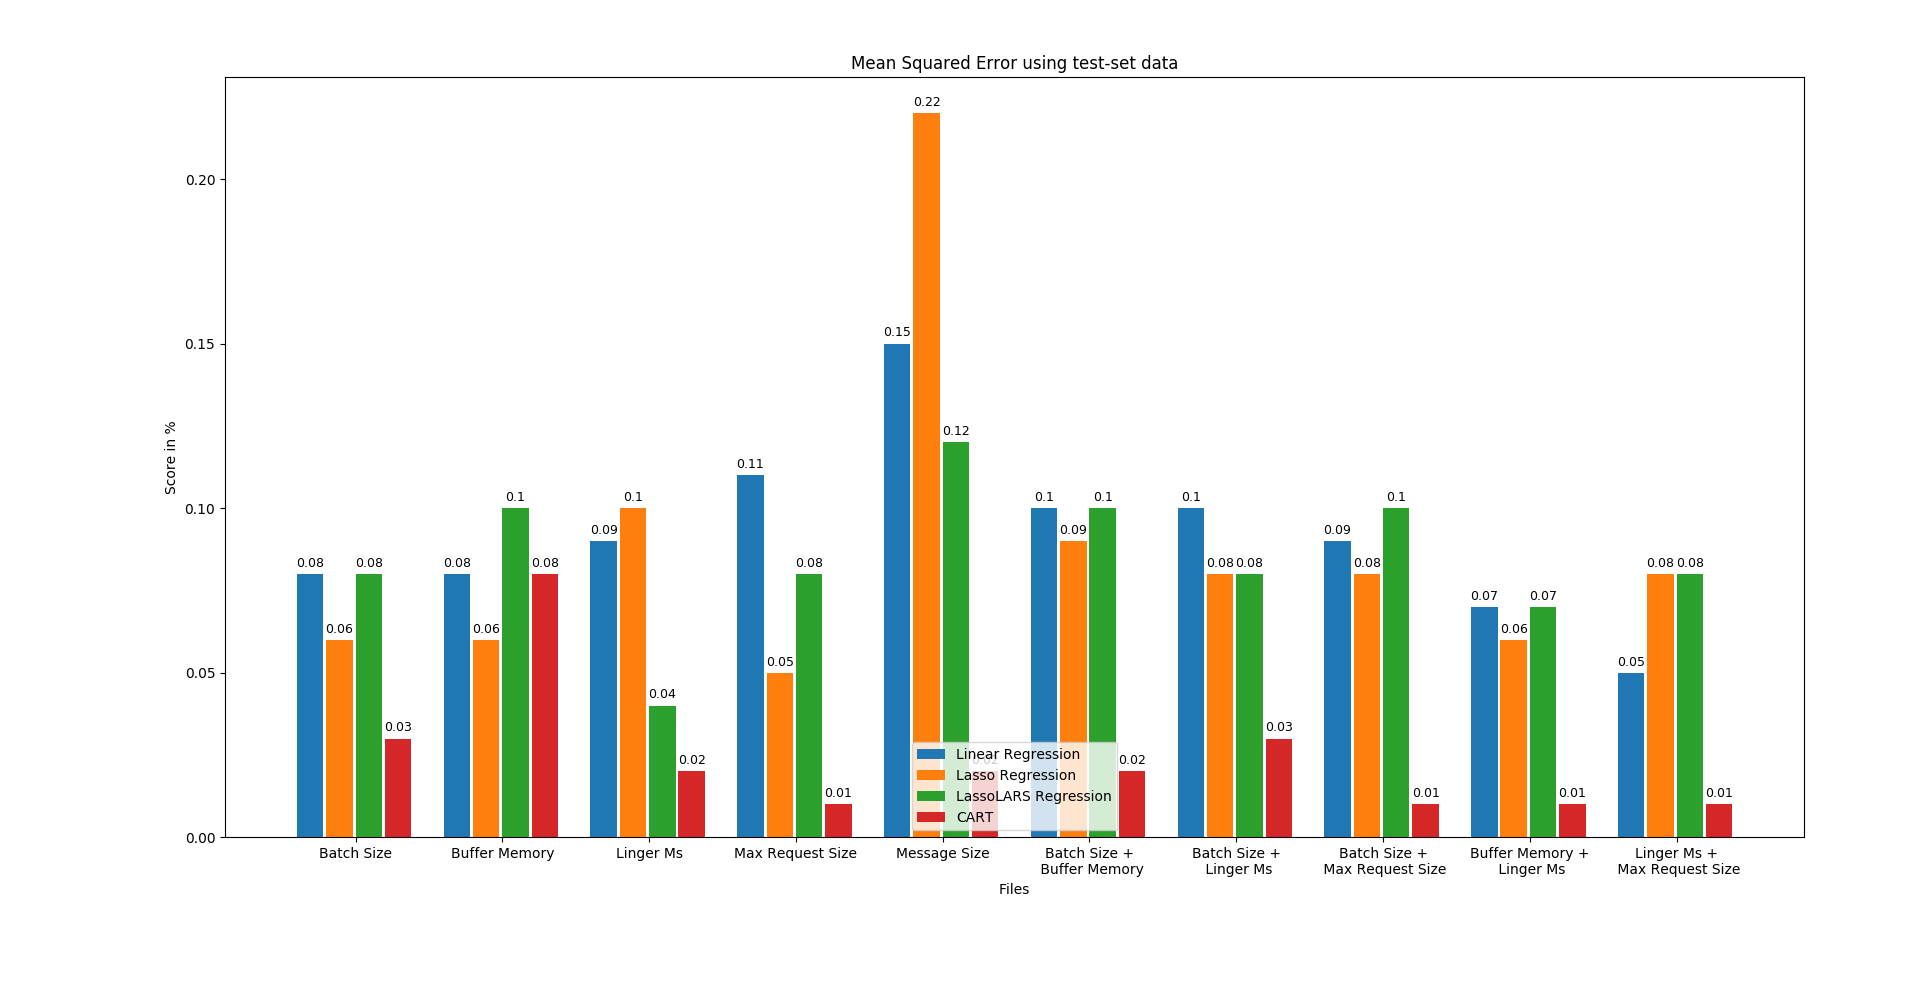 Mean Squared Error using test-set data
Score in %
0.20
0.15
0.10
0.05
0.00
0.08
0.06
0.08
0.03
0.08
0.06
0.1
0.08
0.09
0.1
0.04
0.02
0.11
0.05
0.08
0.01
0.15
0.22
0.12
0.02
0.1
0.09
0.1
0.02
0.1
0.08
0.08
0.03
0.09
0.08
0.1
0.01
0.07
0.06
0.07
0.01
0.05
0.08
0.08
0.01
Linear Regression
Lasso Regression
LassoLARS Regression
CART
Batch Size
Buffer Memory
Linger Ms
Max Request Size
Message Size
Batch Size +
Buffer Memory
Batch Size +
Linger Ms
Batch Size +
Max Request Size
Buffer Memory +
Linger Ms
Linger Ms +
Max Request Size
Files